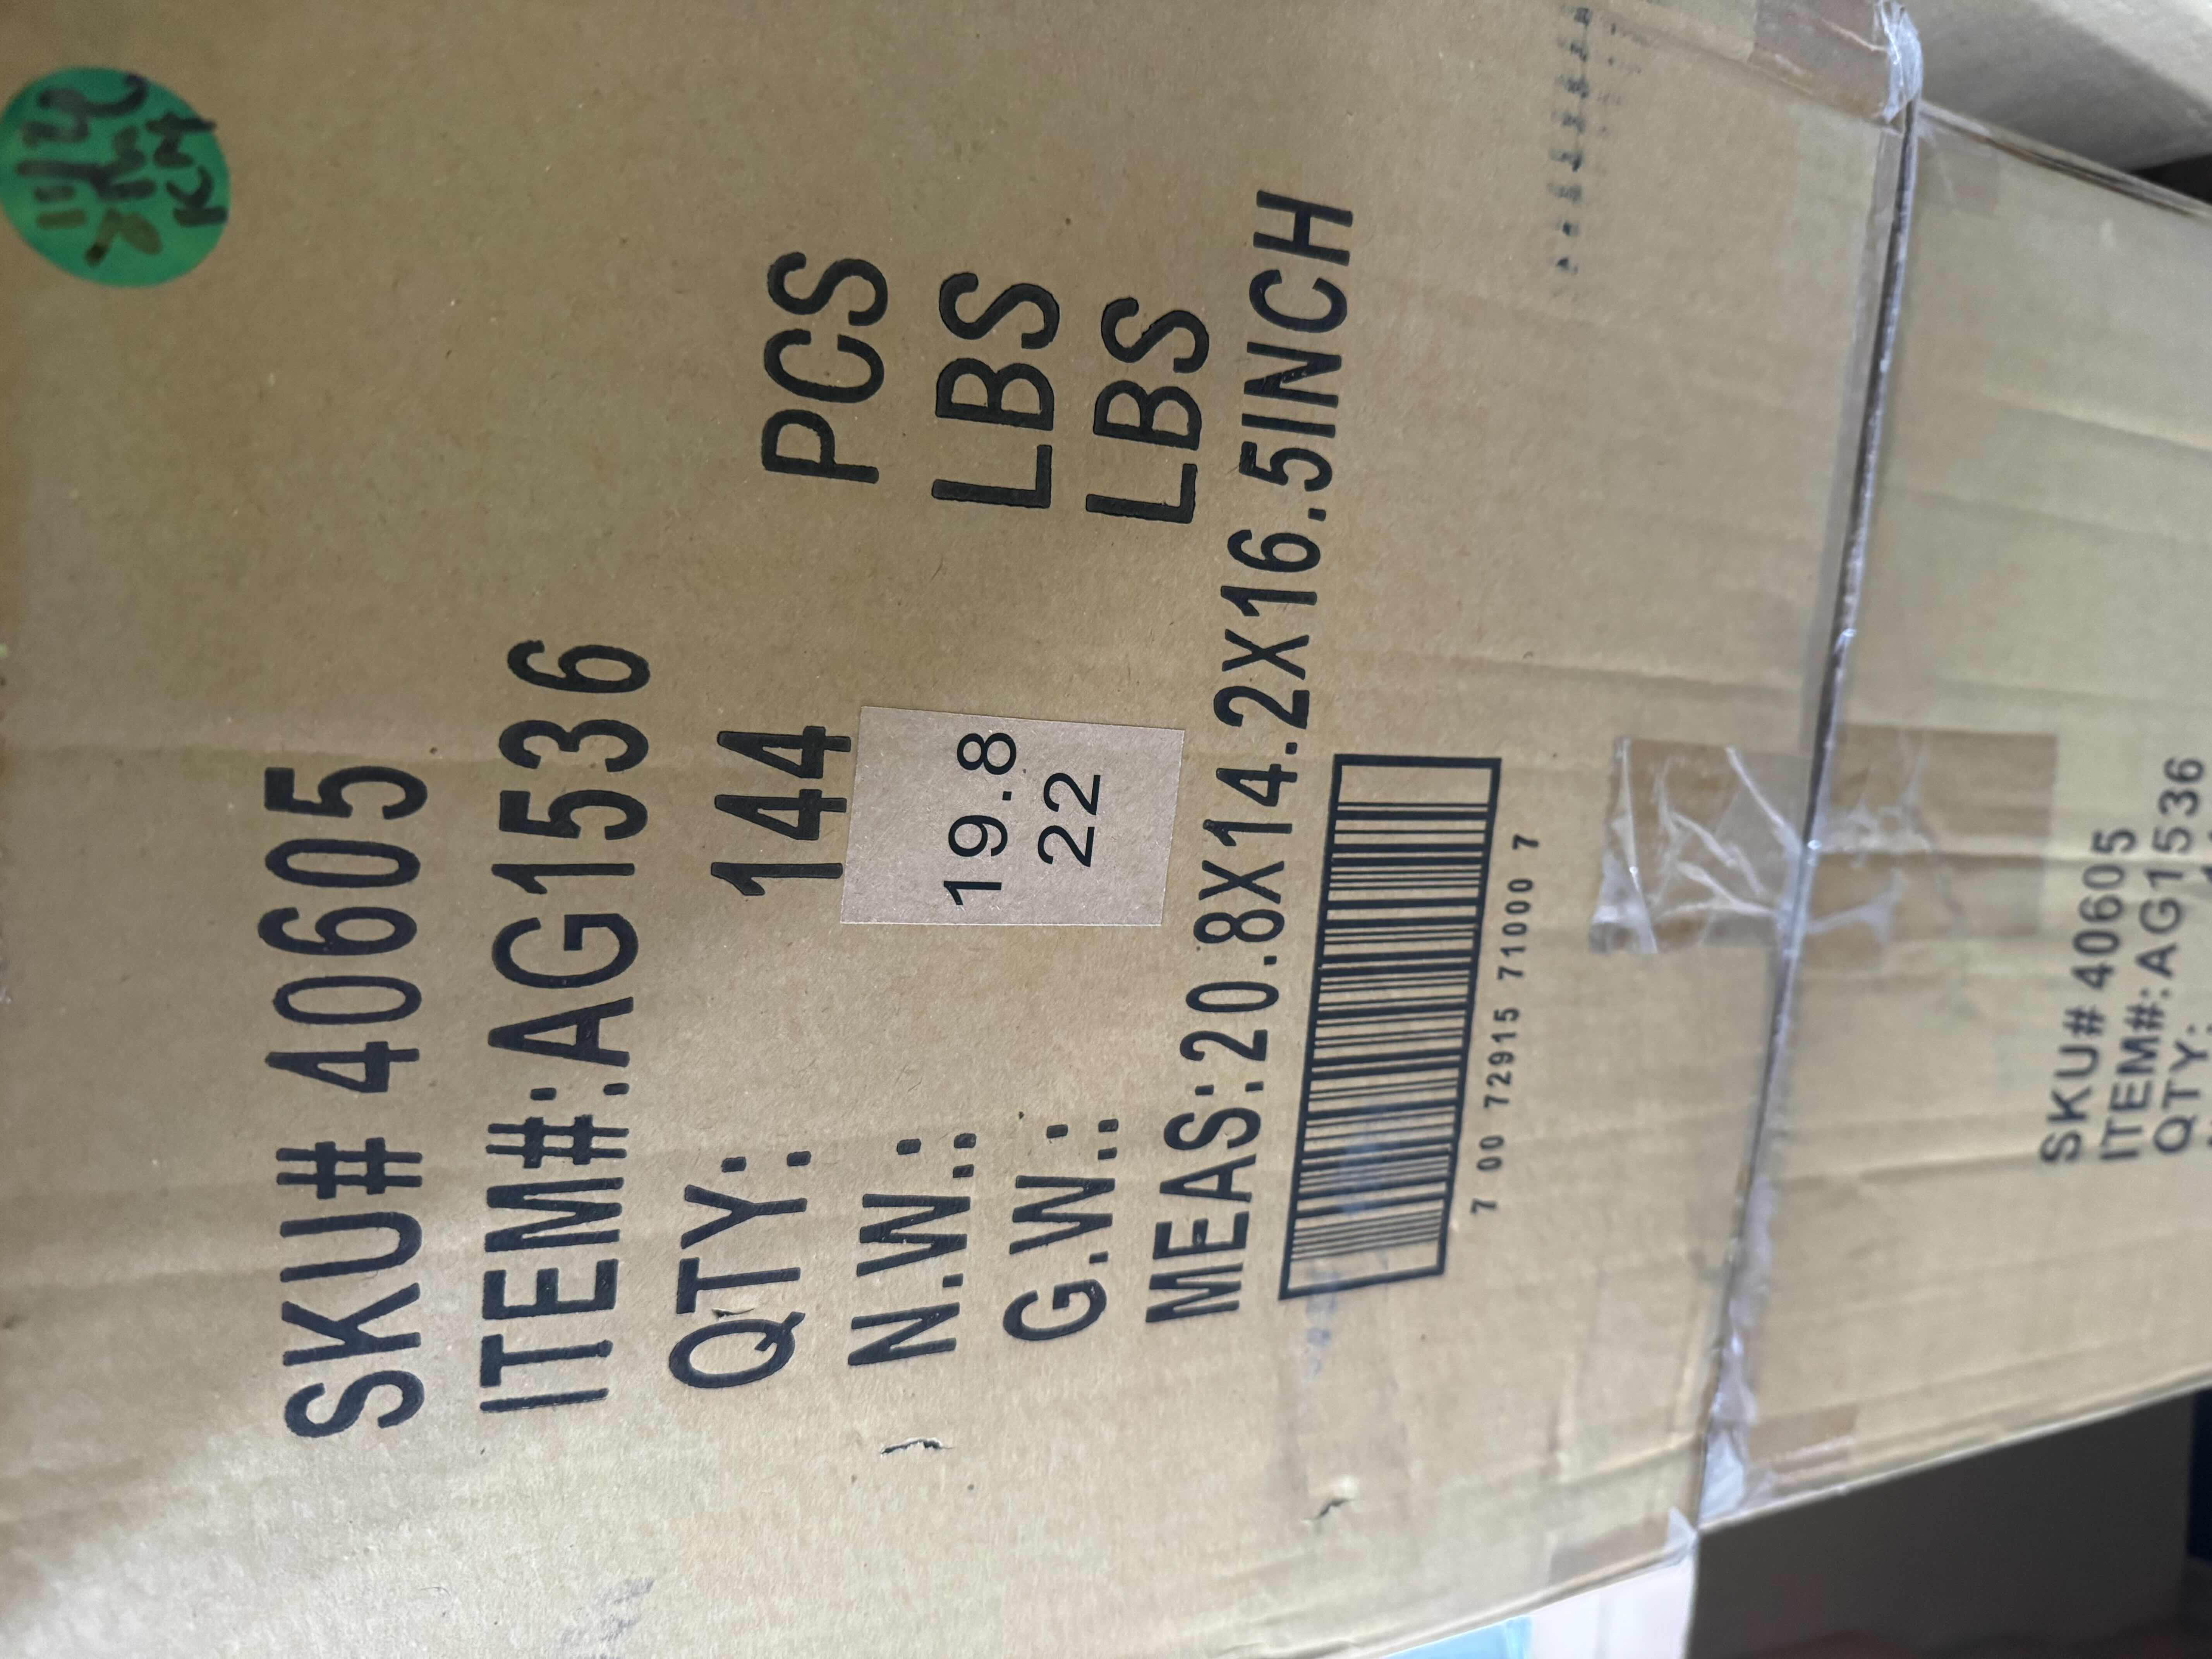 SKU# 40605
ITEM#:AG1536
QTY: 144 PCS
N.W.: 19.8 LBS
G.W.: 22 LBS
MEAS:20.8X14.2X16.5INCH
7 00 72915 71000 7
SKU# 40605
ITEM#:AG1536
QTY: